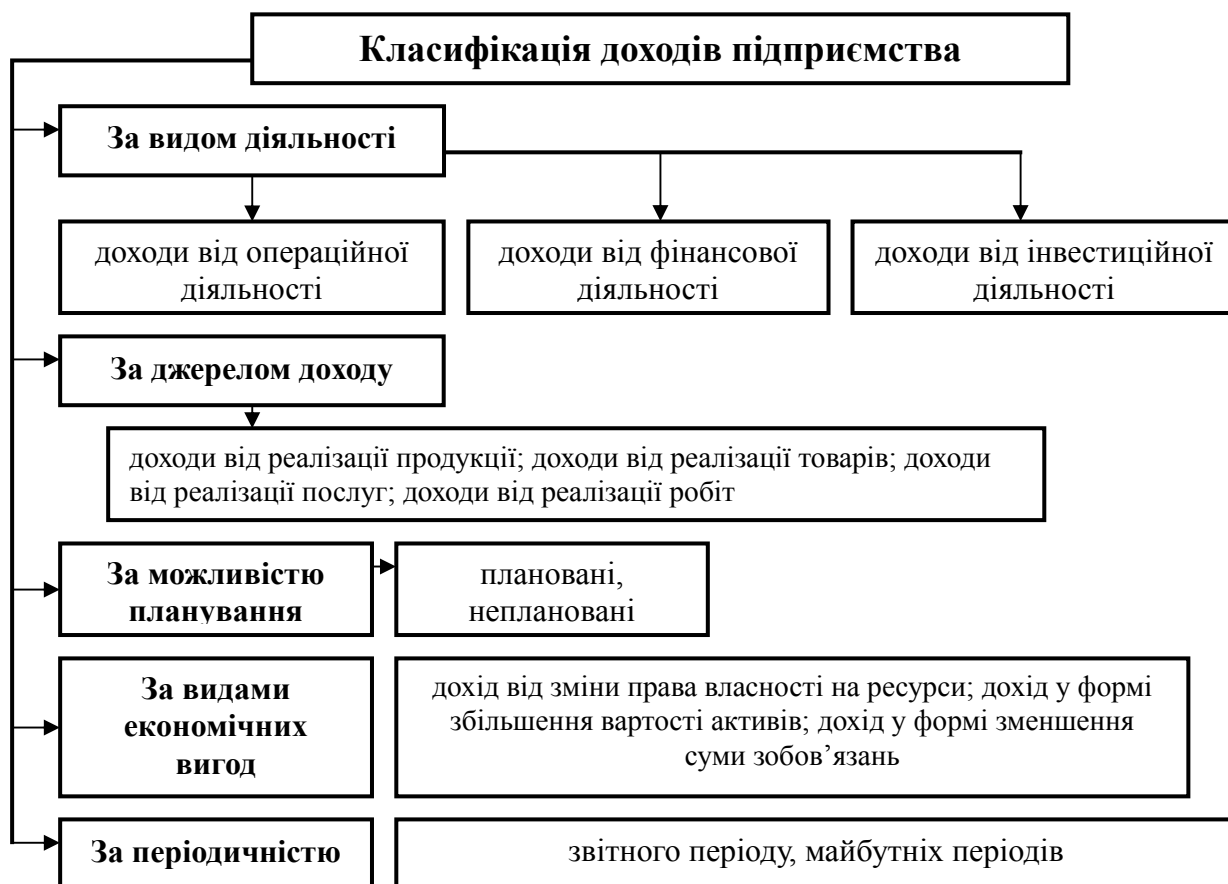 Класифікація доходів підприємства
За видом діяльності
доходи від операційної
діяльності
доходи від фінансової
діяльності
доходи від інвестиційної
діяльності
За джерелом доходу
доходи від реалізації продукції; доходи від реалізації товарів; доходи
від реалізації послуг; доходи від реалізації робіт
За можливістю
планування
плановані,
неплановані
За видами
економічних
вигод
дохід від зміни права власності на ресурси; дохід у формі
збільшення вартості активів; дохід у формі зменшення
суми зобов’язань
За періодичністю
звітного періоду, майбутніх періодів